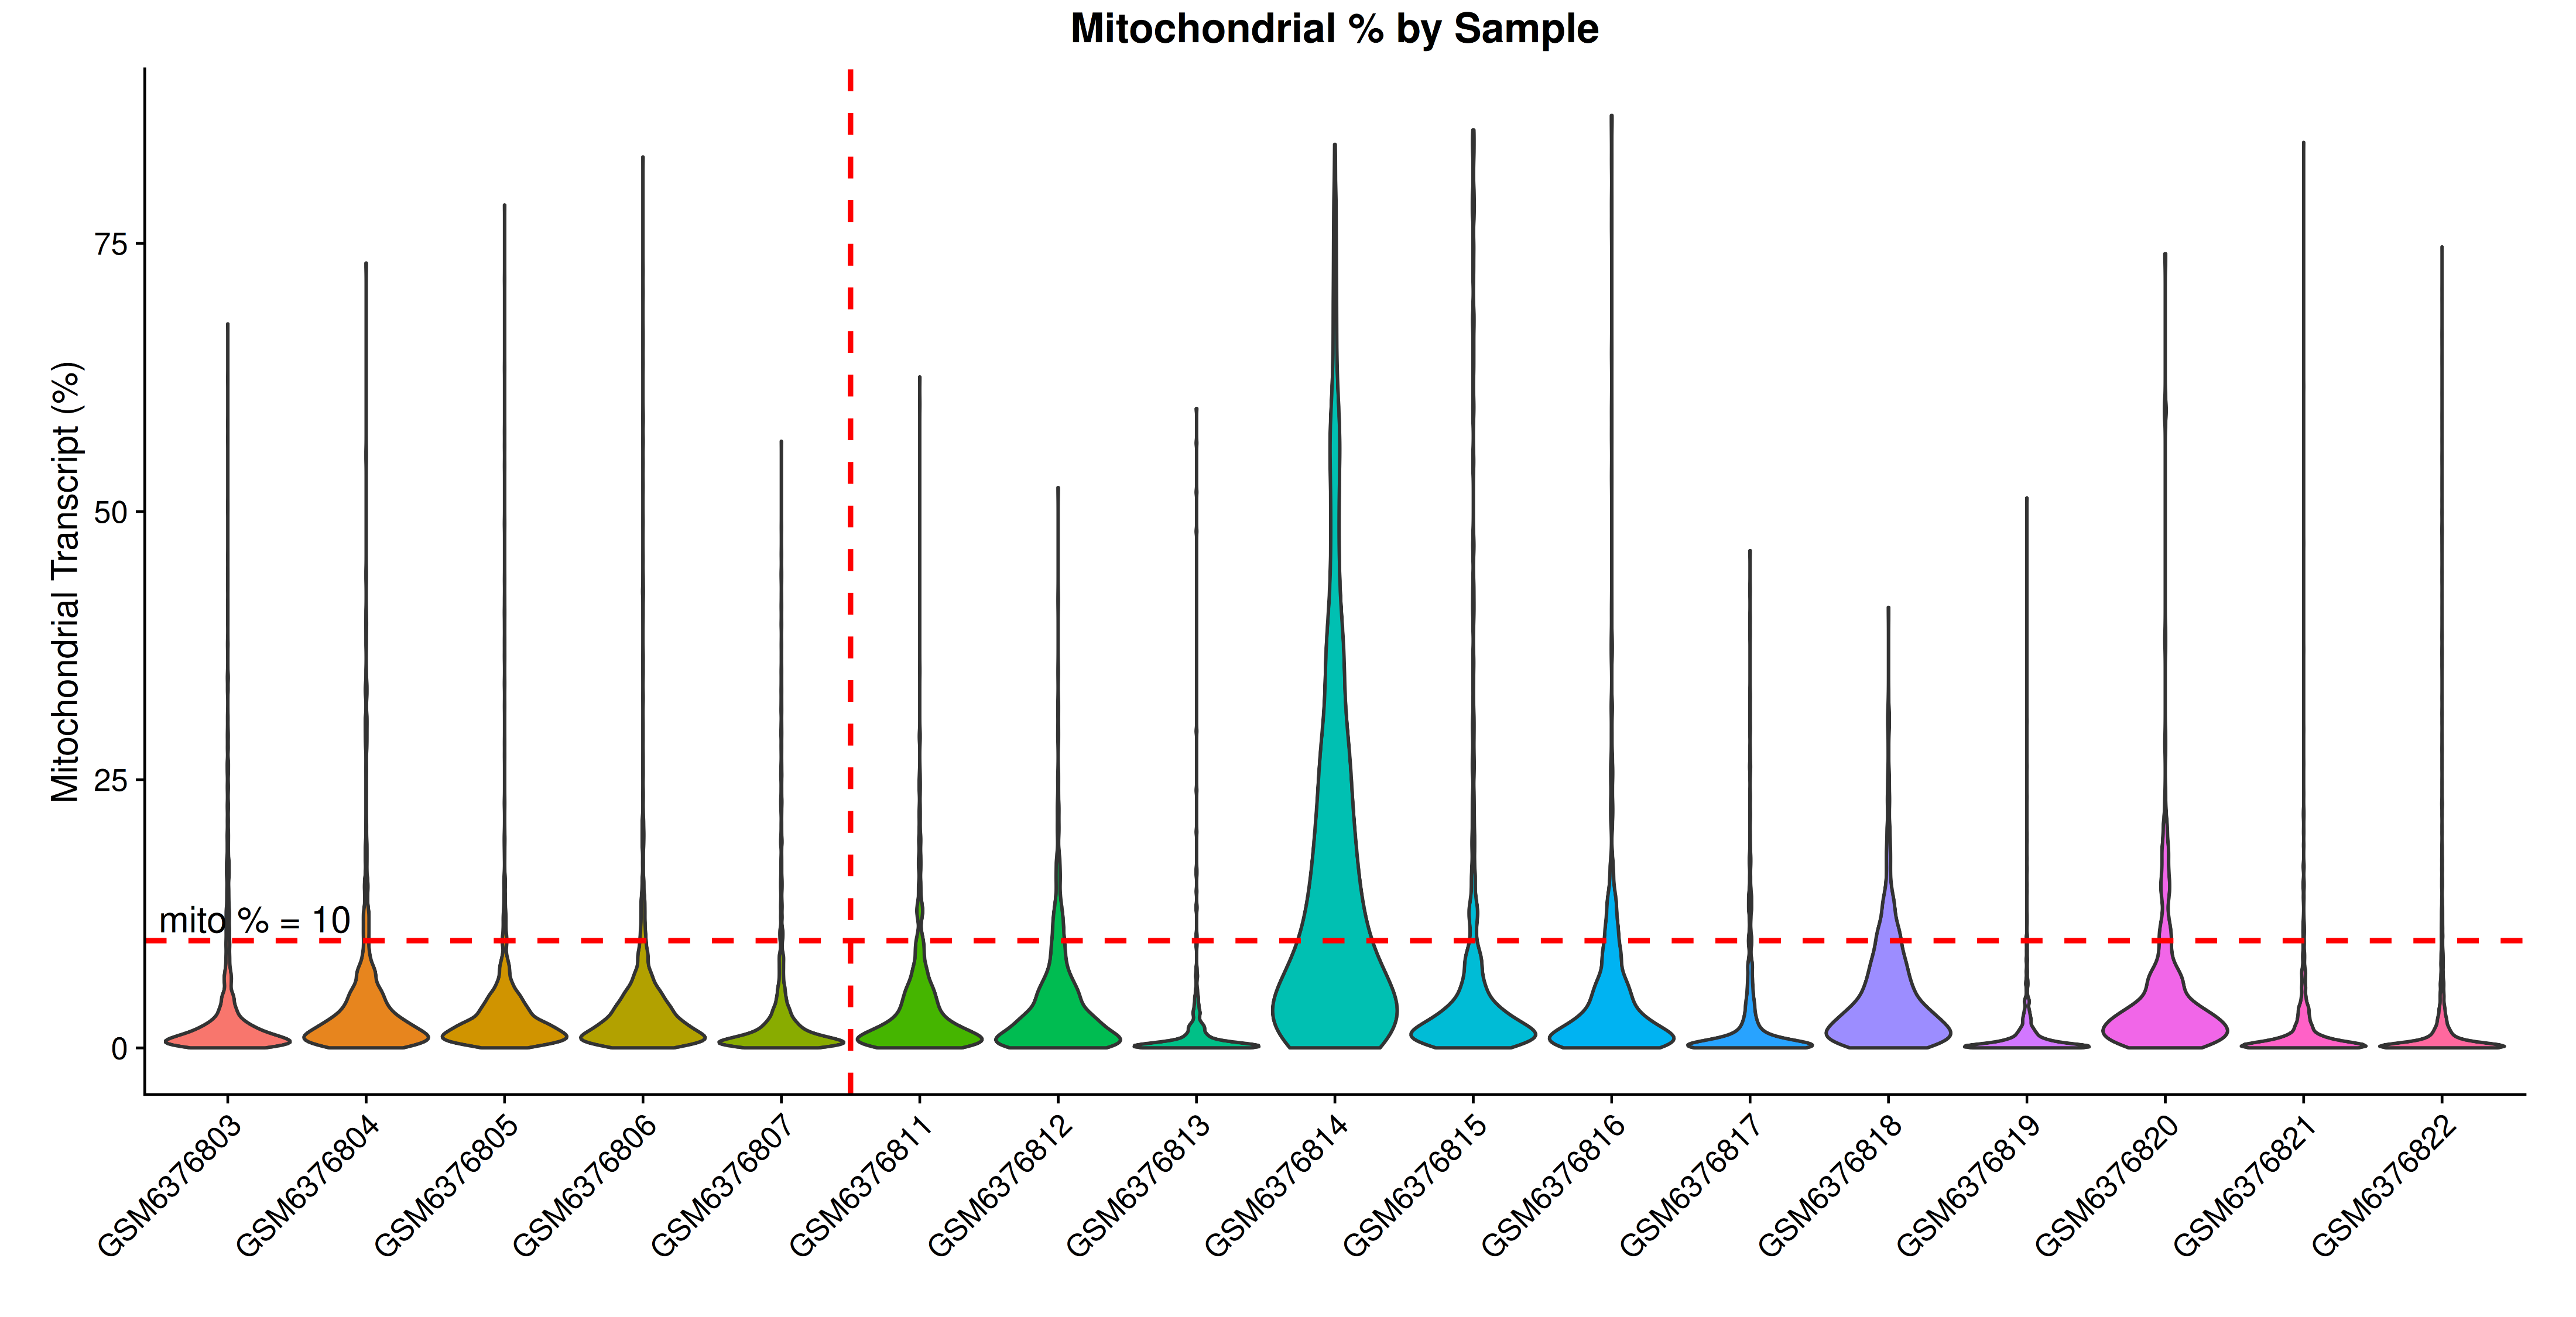 Mitochondrial % by Sample
Mitochondrial Transcript (%)
75
50
25
0
mito % = 10
GSM6376803
GSM6376804
GSM6376805
GSM6376806
GSM6376807
GSM6376811
GSM6376812
GSM6376813
GSM6376814
GSM6376815
GSM6376816
GSM6376817
GSM6376818
GSM6376819
GSM6376820
GSM6376821
GSM6376822